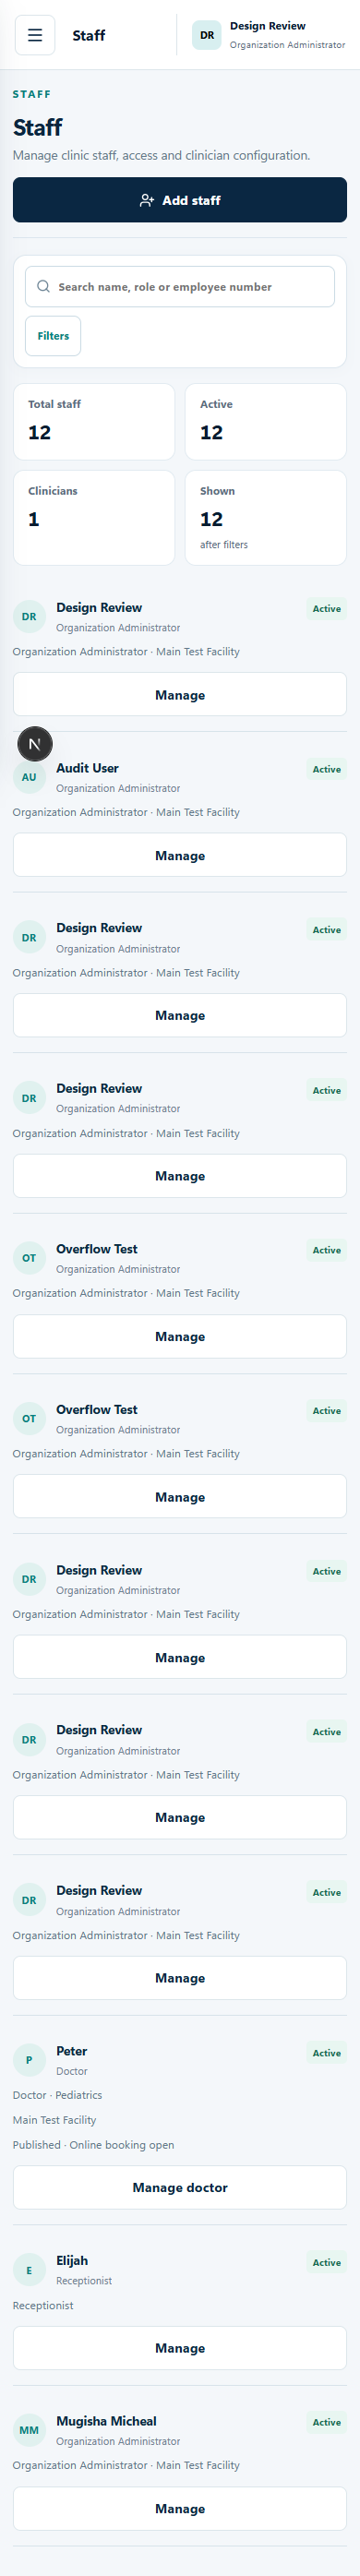 Staff
DR
Design Review
Organization Administrator
STAFF
Staff
Manage clinic staff, access and clinician configuration.
Add staff
Search name, role or employee number
Filters
Total staff
12
Active
12
Clinicians
1
Shown
12
after filters
DR
Design Review
Active
Organization Administrator
Organization Administrator · Main Test Facility
Manage
N
AU
Audit User
Active
Organization Administrator
Organization Administrator · Main Test Facility
Manage
DR
Design Review
Active
Organization Administrator
Organization Administrator · Main Test Facility
Manage
DR
Design Review
Active
Organization Administrator
Organization Administrator · Main Test Facility
Manage
OT
Overflow Test
Active
Organization Administrator
Organization Administrator · Main Test Facility
Manage
OT
Overflow Test
Active
Organization Administrator
Organization Administrator · Main Test Facility
Manage
DR
Design Review
Active
Organization Administrator
Organization Administrator · Main Test Facility
Manage
DR
Design Review
Active
Organization Administrator
Organization Administrator · Main Test Facility
Manage
DR
Design Review
Active
Organization Administrator
Organization Administrator · Main Test Facility
Manage
P
Peter
Active
Doctor
Doctor · Pediatrics
Main Test Facility
Published · Online booking open
Manage doctor
E
Elijah
Active
Receptionist
Receptionist
Manage
MM
Mugisha Micheal
Active
Organization Administrator
Organization Administrator · Main Test Facility
Manage